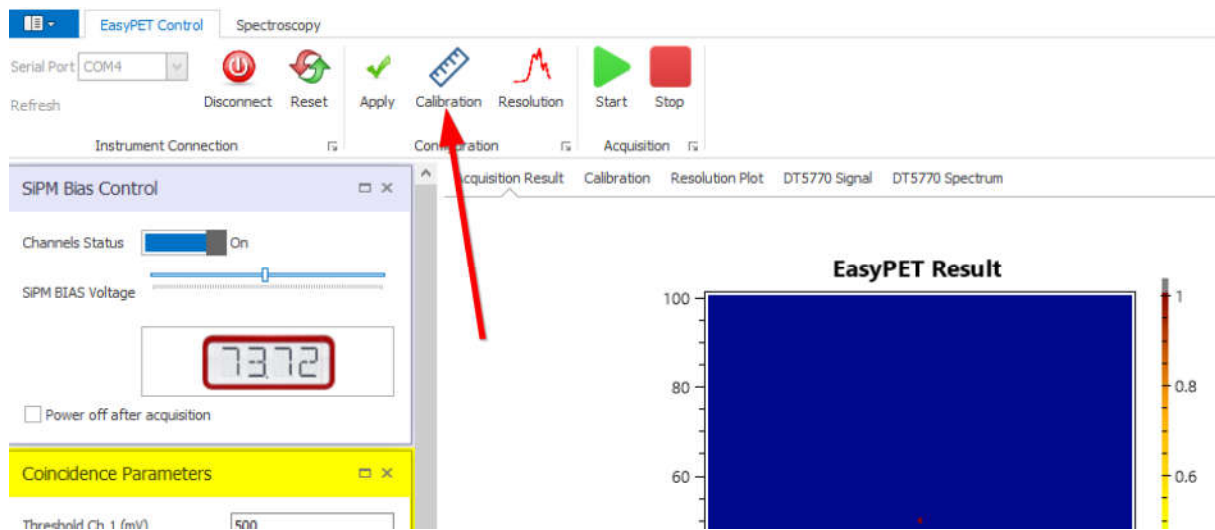 EasyPET Control Spectroscopy
Serial Port COM4
Refresh
Disconnect Reset Apply Calibration Resolution Start Stop
Instrument Connection Configuration Acquisition
SiPM Bias Control
Acquisition Result Calibration Resolution Plot DT5770 Signal DT5770 Spectrum
Channels Status On
SiPM BIAS Voltage
73.72
Power off after acquisition
Coincidence Parameters
Threshold Ch 1 (mV) 500
EasyPET Result
100
80
60
1
0.8
0.6